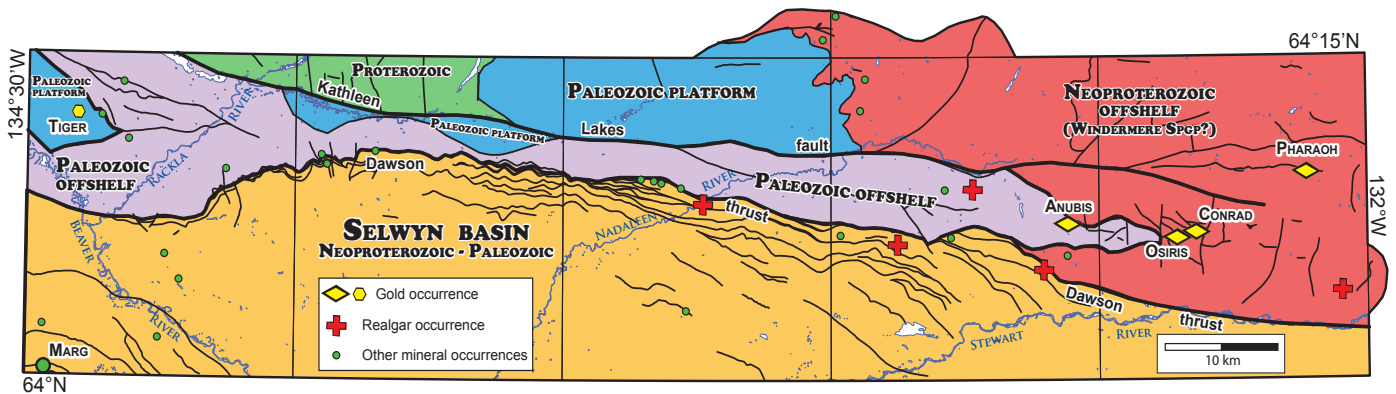 64°15'N
134°30'W
PALEOZOIC
PLATFORM
TIGER
PROTEROZOIC
Kathleen
Lakes
fault
PALEOZOIC PLATFORM
PALEOZOIC PLATFORM
NEOPROTEROZOIC
OFFSHELF
(WINDERMERE SPGP?)
PHARAOH
RIVER
RACKLA
PALEOZOIC
OFFSHELF
Dawson
thrust
RIVER
NADALEEN
PALEOZOIC OFFSHELF
ANUBIS
CONRAD
OSIRIS
132°W
BEAVER
RIVER
SELWYN BASIN
NEOPROTEROZOIC - PALEOZOIC
Gold occurrence
Realgar occurrence
Other mineral occurrences
Dawson
thrust
STEWART
RIVER
10 km
MARG
64°N